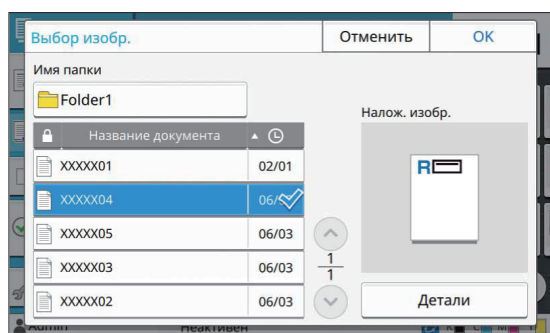 Выбор изобр.
Отменить
OK
Имя папки
Folder1
Налож. изобр.
Название документа
XXXXX01 02/01
XXXXX04 06/
XXXXX05 06/03
XXXXX03 06/03
XXXXX02 06/03
R
1
1
Детали
Admin
Неактивен